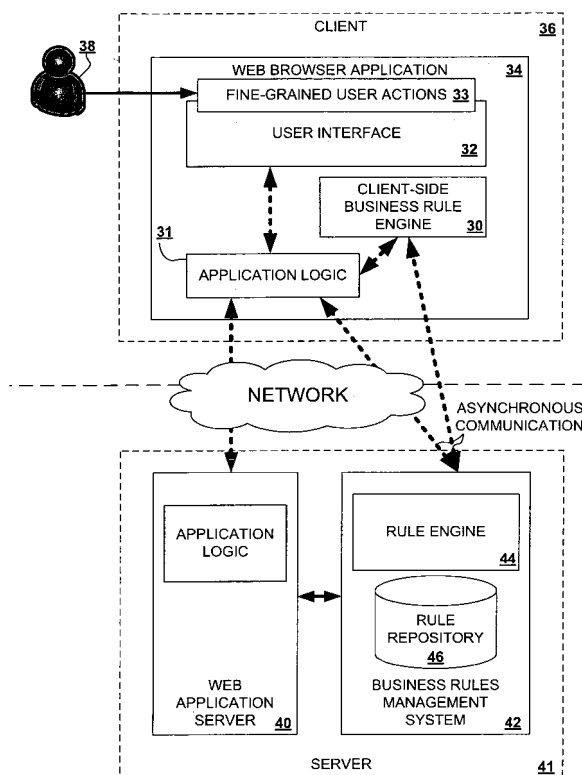 CLIENT
36
38
WEB BROWSER APPLICATION
34
FINE-GRAINED USER ACTIONS
33
USER INTERFACE
32
CLIENT-SIDE
BUSINESS RULE
ENGINE
30
31
APPLICATION LOGIC
NETWORK
ASYNCHRONOUS
COMMUNICATION
APPLICATION
LOGIC
RULE ENGINE
44
RULE
REPOSITORY
46
WEB
APPLICATION
SERVER
40
BUSINESS RULES
MANAGEMENT
SYSTEM
42
SERVER
41